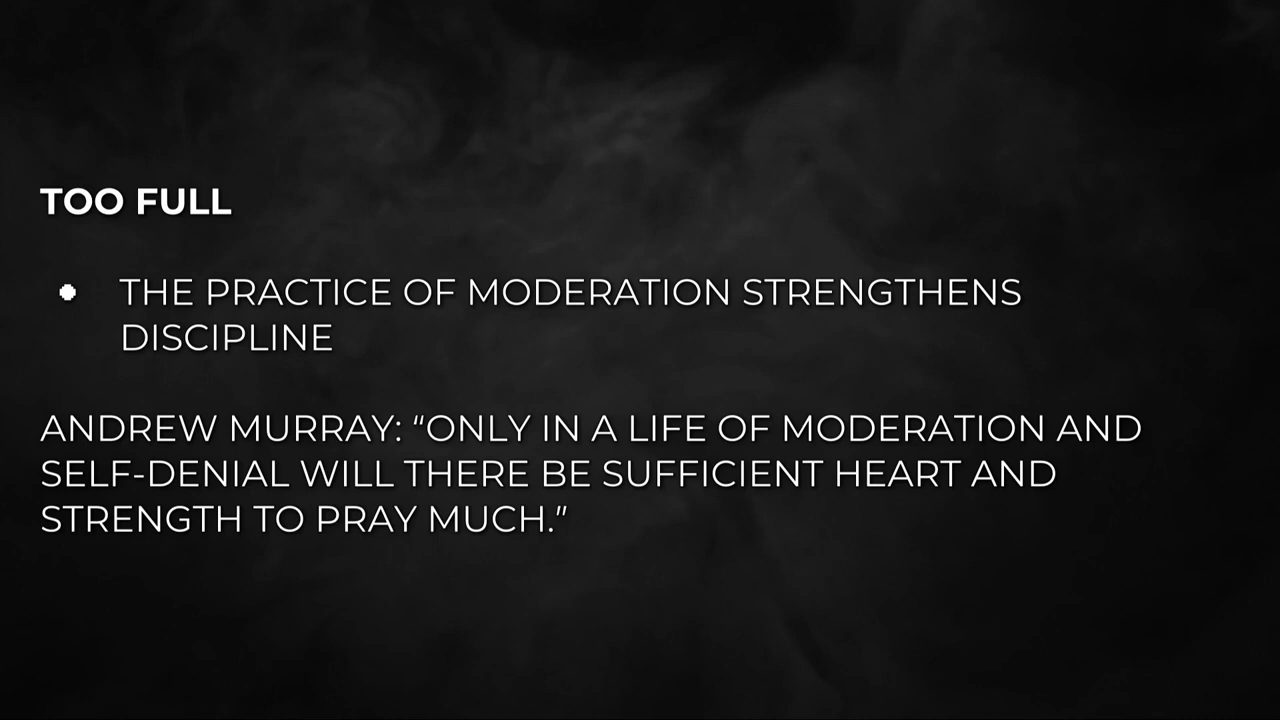 TOO FULL
• THE PRACTICE OF MODERATION STRENGTHENS
DISCIPLINE
ANDREW MURRAY: “ONLY IN A LIFE OF MODERATION AND
SELF-DENIAL WILL THERE BE SUFFICIENT HEART AND
STRENGTH TO PRAY MUCH.”